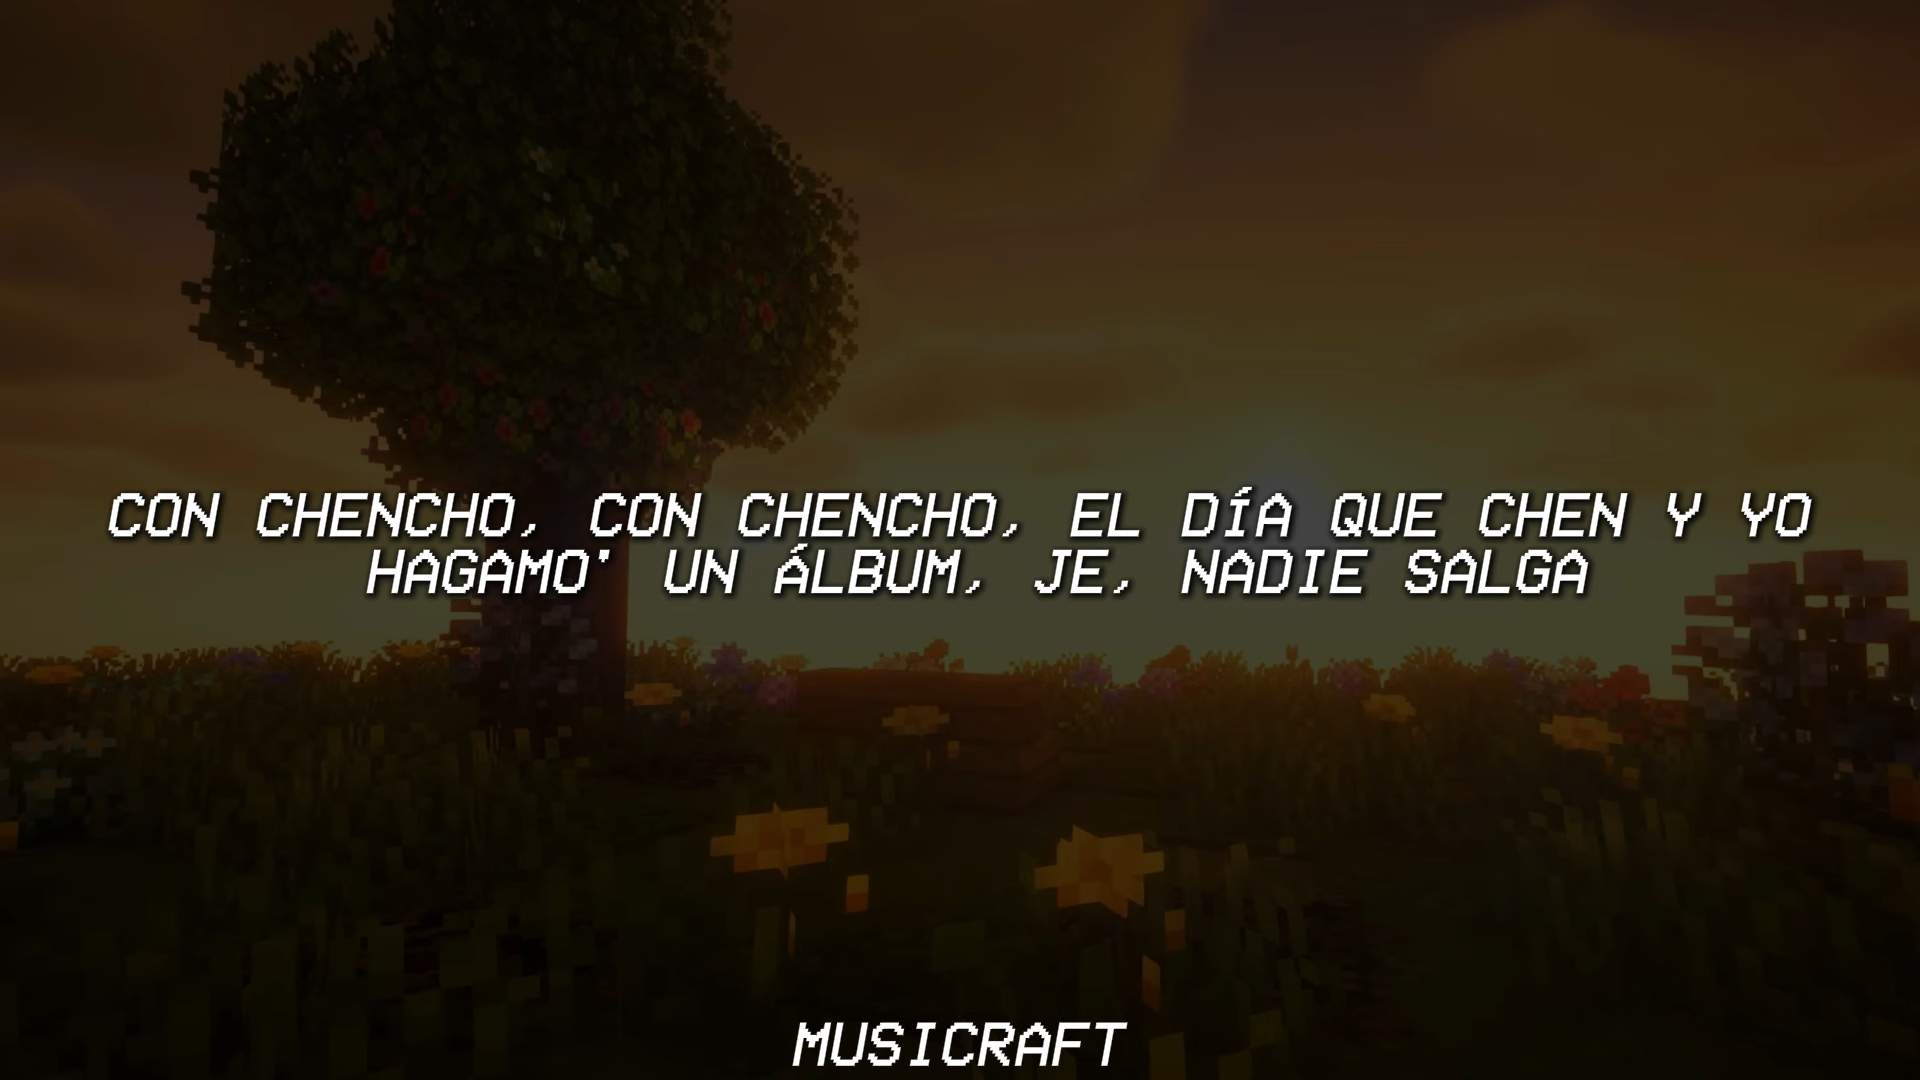 CON CHENCHO, CON CHENCHO, EL DÍA QUE CHEN Y YO
HAGAMO' UN ÁLBUM, JE, NADIE SALGA
MUSICRAFT